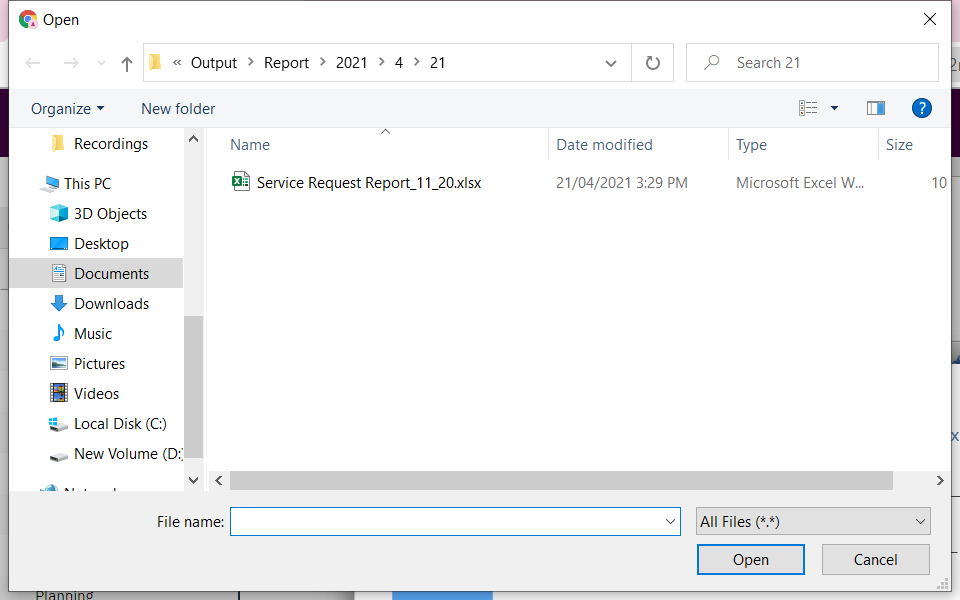 Open
« Output > Report > 2021 > 4 > 21
Search 21
Organize
New folder
?
Name
Date modified
Type
Size
Recordings
This PC
3D Objects
Desktop
Documents
Downloads
Music
Pictures
Videos
Local Disk (C:)
New Volume (D:)
Service Request Report_11_20.xlsx
21/04/2021 3:29 PM
Microsoft Excel W...
10
File name:
All Files (*.*)
Open
Cancel
Planning